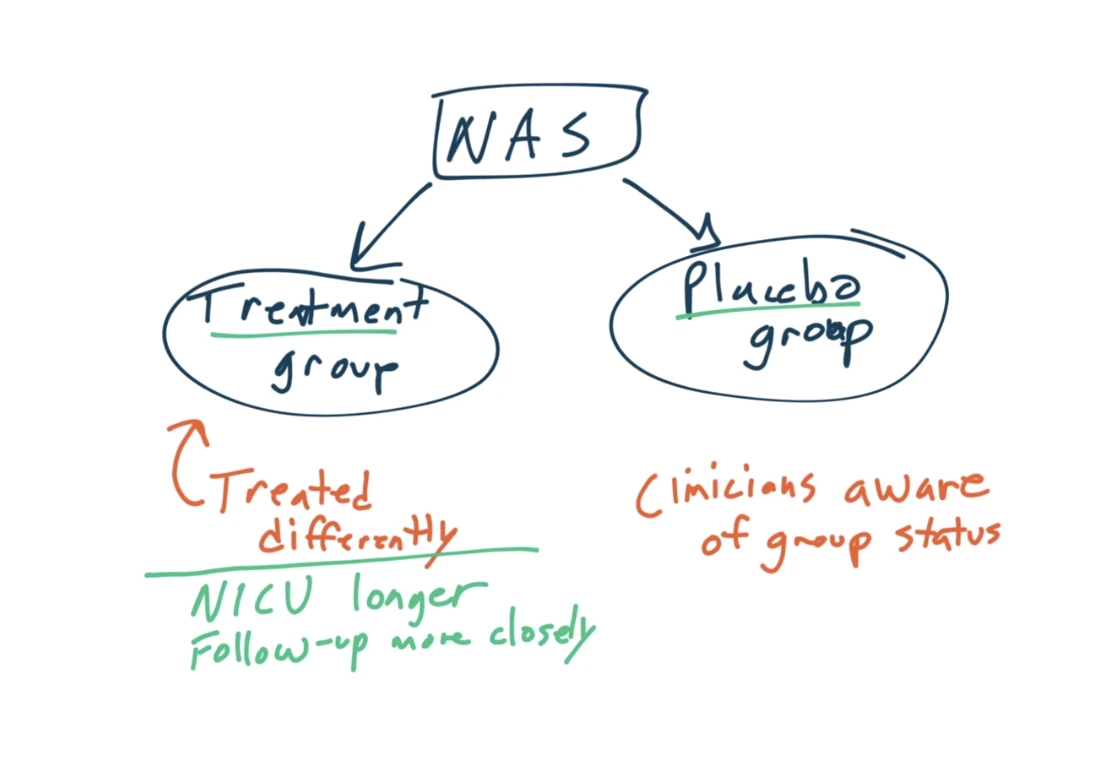 NAS
Treatment
group
Placebo
group
Treated
differently
NICU longer
Follow-up more closely
Clinicians aware
of group status